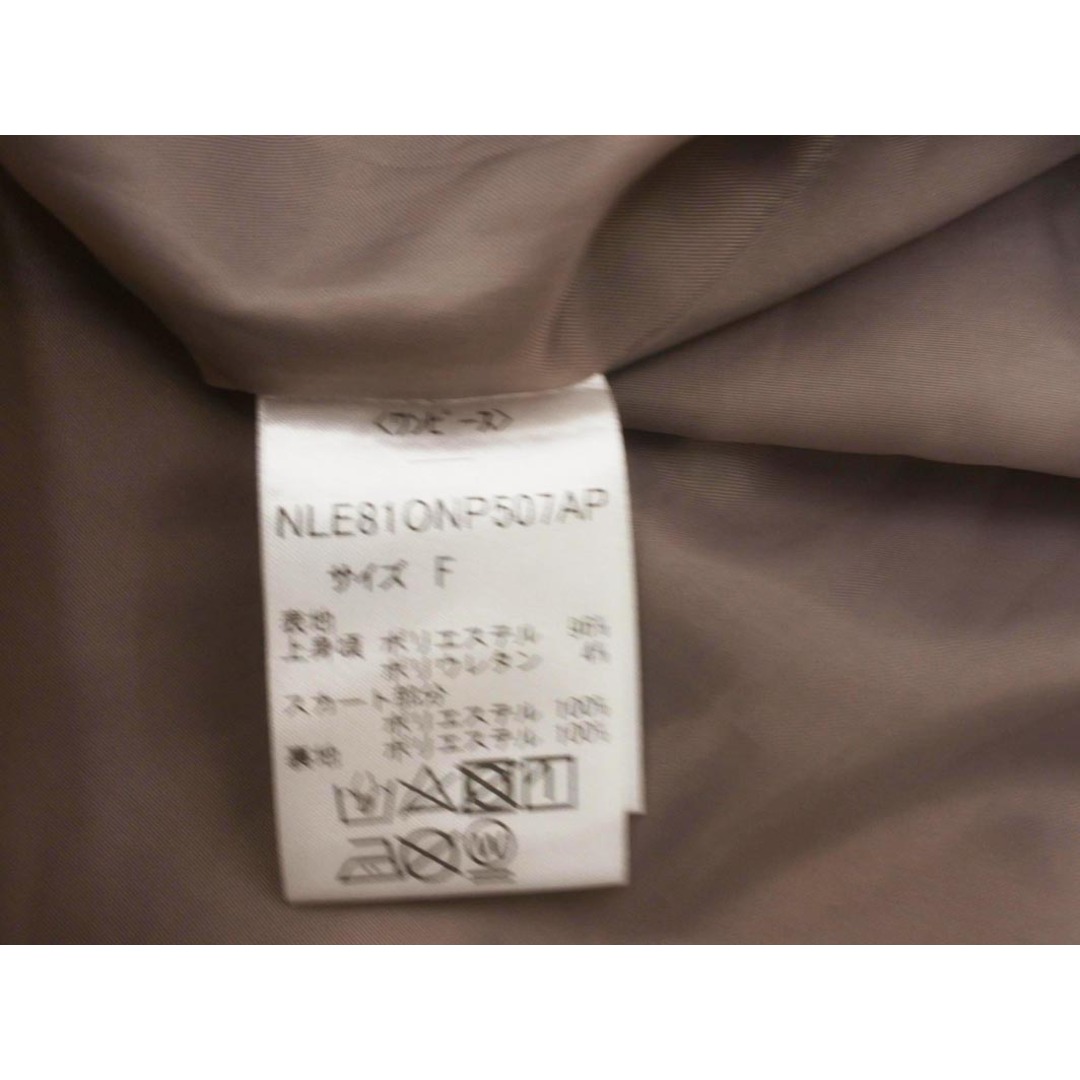 〈ワンピース〉
NLE81ONP507AP
サイズ F
表地
上身頃 ポリエステル 96%
ポリウレタン 4%
スカート部分
ポリエステル 100%
裏地 ポリエステル 100%